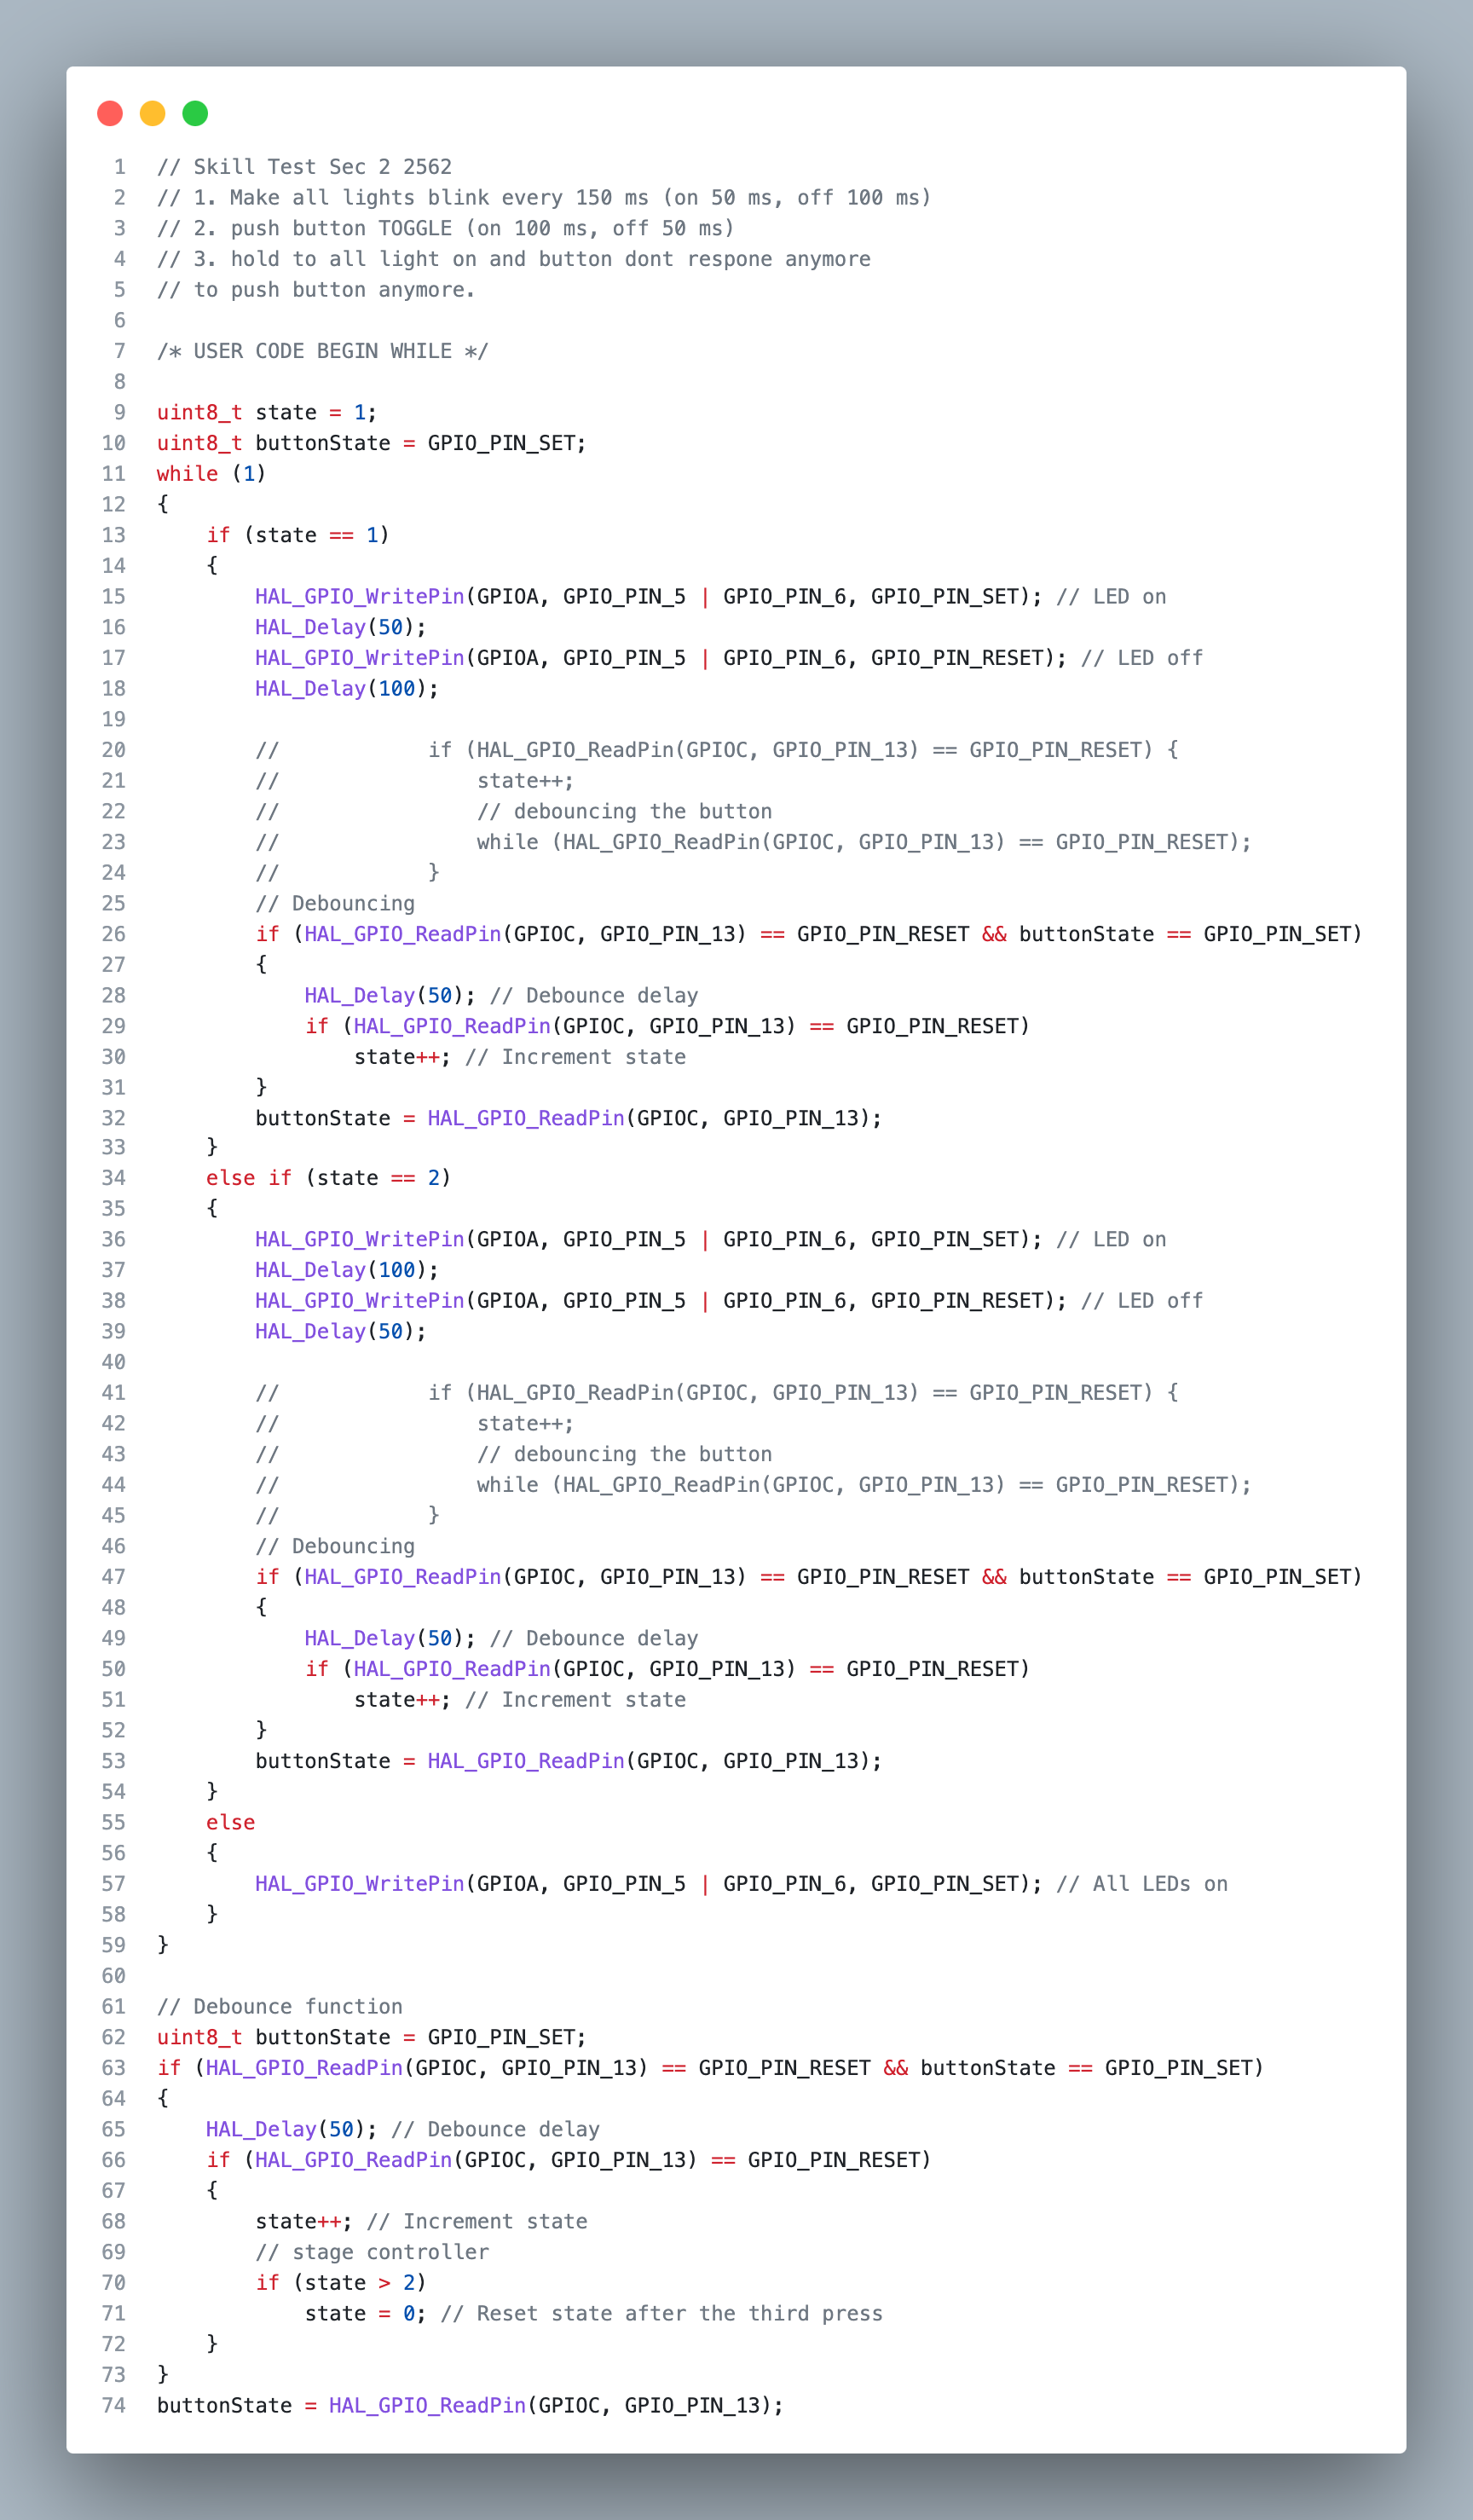 1 // Skill Test Sec 2 2562
2 // 1. Make all lights blink every 150 ms (on 50 ms, off 100 ms)
3 // 2. push button TOGGLE (on 100 ms, off 50 ms)
4 // 3. hold to all light on and button dont respone anymore
5 // to push button anymore.
6
7 /* USER CODE BEGIN WHILE */
8
9 uint8_t state = 1;
10 uint8_t buttonState = GPIO_PIN_SET;
11 while (1)
12 {
13     if (state == 1)
14     {
15         HAL_GPIO_WritePin(GPIOA, GPIO_PIN_5 | GPIO_PIN_6, GPIO_PIN_SET); // LED on
16         HAL_Delay(50);
17         HAL_GPIO_WritePin(GPIOA, GPIO_PIN_5 | GPIO_PIN_6, GPIO_PIN_RESET); // LED off
18         HAL_Delay(100);
19
20         //            if (HAL_GPIO_ReadPin(GPIOC, GPIO_PIN_13) == GPIO_PIN_RESET) {
21         //                state++;
22         //                // debouncing the button
23         //                while (HAL_GPIO_ReadPin(GPIOC, GPIO_PIN_13) == GPIO_PIN_RESET);
24         //            }
25         // Debouncing
26         if (HAL_GPIO_ReadPin(GPIOC, GPIO_PIN_13) == GPIO_PIN_RESET && buttonState == GPIO_PIN_SET)
27         {
28             HAL_Delay(50); // Debounce delay
29             if (HAL_GPIO_ReadPin(GPIOC, GPIO_PIN_13) == GPIO_PIN_RESET)
30                 state++; // Increment state
31         }
32         buttonState = HAL_GPIO_ReadPin(GPIOC, GPIO_PIN_13);
33     }
34     else if (state == 2)
35     {
36         HAL_GPIO_WritePin(GPIOA, GPIO_PIN_5 | GPIO_PIN_6, GPIO_PIN_SET); // LED on
37         HAL_Delay(100);
38         HAL_GPIO_WritePin(GPIOA, GPIO_PIN_5 | GPIO_PIN_6, GPIO_PIN_RESET); // LED off
39         HAL_Delay(50);
40
41         //            if (HAL_GPIO_ReadPin(GPIOC, GPIO_PIN_13) == GPIO_PIN_RESET) {
42         //                state++;
43         //                // debouncing the button
44         //                while (HAL_GPIO_ReadPin(GPIOC, GPIO_PIN_13) == GPIO_PIN_RESET);
45         //            }
46         // Debouncing
47         if (HAL_GPIO_ReadPin(GPIOC, GPIO_PIN_13) == GPIO_PIN_RESET && buttonState == GPIO_PIN_SET)
48         {
49             HAL_Delay(50); // Debounce delay
50             if (HAL_GPIO_ReadPin(GPIOC, GPIO_PIN_13) == GPIO_PIN_RESET)
51                 state++; // Increment state
52         }
53         buttonState = HAL_GPIO_ReadPin(GPIOC, GPIO_PIN_13);
54     }
55     else
56     {
57         HAL_GPIO_WritePin(GPIOA, GPIO_PIN_5 | GPIO_PIN_6, GPIO_PIN_SET); // All LEDs on
58     }
59 }
60
61 // Debounce function
62 uint8_t buttonState = GPIO_PIN_SET;
63 if (HAL_GPIO_ReadPin(GPIOC, GPIO_PIN_13) == GPIO_PIN_RESET && buttonState == GPIO_PIN_SET)
64 {
65     HAL_Delay(50); // Debounce delay
66     if (HAL_GPIO_ReadPin(GPIOC, GPIO_PIN_13) == GPIO_PIN_RESET)
67     {
68         state++; // Increment state
69         // stage controller
70         if (state > 2)
71             state = 0; // Reset state after the third press
72     }
73 }
74 buttonState = HAL_GPIO_ReadPin(GPIOC, GPIO_PIN_13);